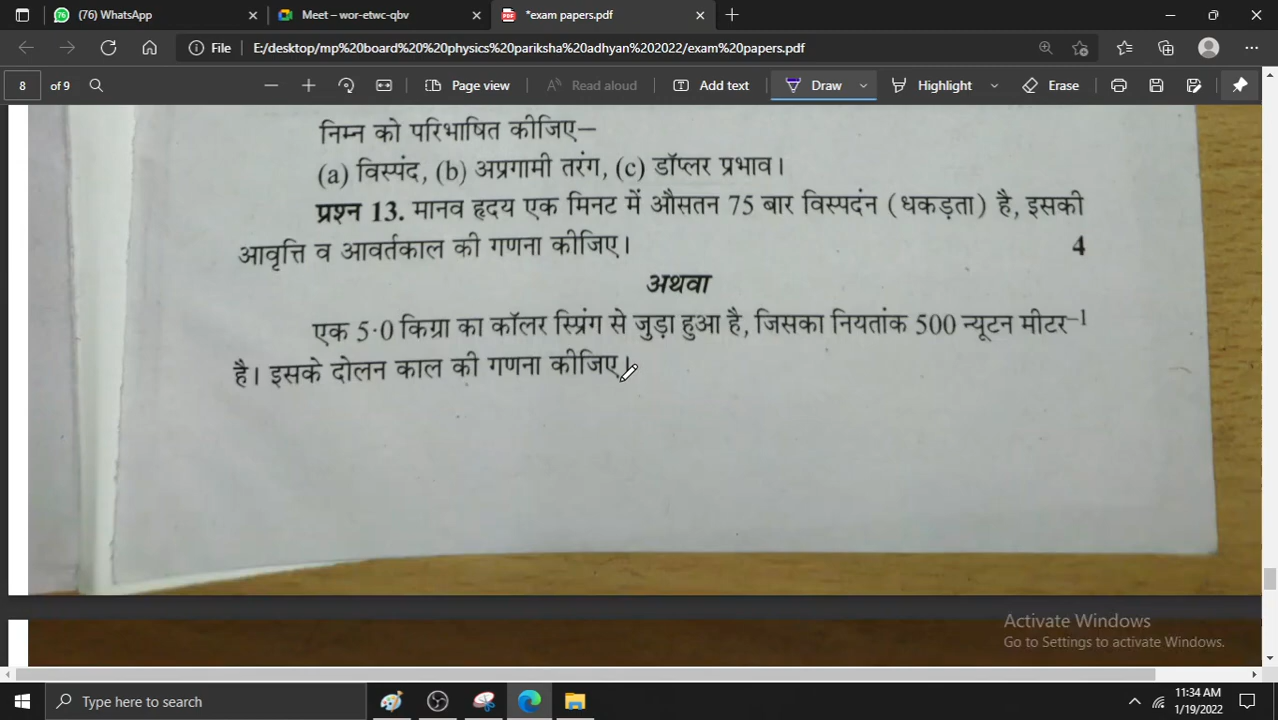 (76) WhatsApp
Meet – wor-etwc-qbv
*exam papers.pdf
File
E:/desktop/mp%20board%20%20physics%20pariksha%20adhyan%202022/exam%20papers.pdf
8 of 9
Page view
Read aloud
Add text
Draw
Highlight
Erase
निम्न को परिभाषित कीजिए–
(a) विस्पंद, (b) अप्रगामी तरंग, (c) डॉप्लर प्रभाव।
प्रश्न 13. मानव हृदय एक मिनट में औसतन 75 बार विस्पदंन (धकड़ता) है, इसकी
आवृत्ति व आवर्तकाल की गणना कीजिए। 4
अथवा
एक 5·0 किग्रा का कॉलर स्प्रिंग से जुड़ा हुआ है, जिसका नियतांक 500 न्यूटन मीटर⁻¹
है। इसके दोलन काल की गणना कीजिए।
Activate Windows
Go to Settings to activate Windows.
Type here to search
11:34 AM
1/19/2022